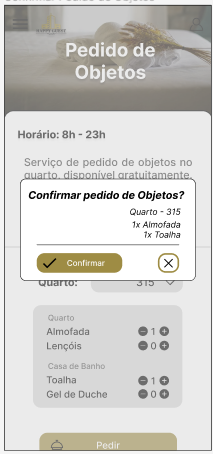 Pedido de
Objetos
Horário: 8h - 23h
Serviço de pedido de objetos no
quarto, disponível gratuitamente.
Confirmar pedido de Objetos?
Quarto - 315
1x Almofada
1x Toalha
Confirmar
Quarto: 315
Quarto
Almofada 1
Lençóis 0
Casa de Banho
Toalha 1
Gel de Duche 0
Pedir